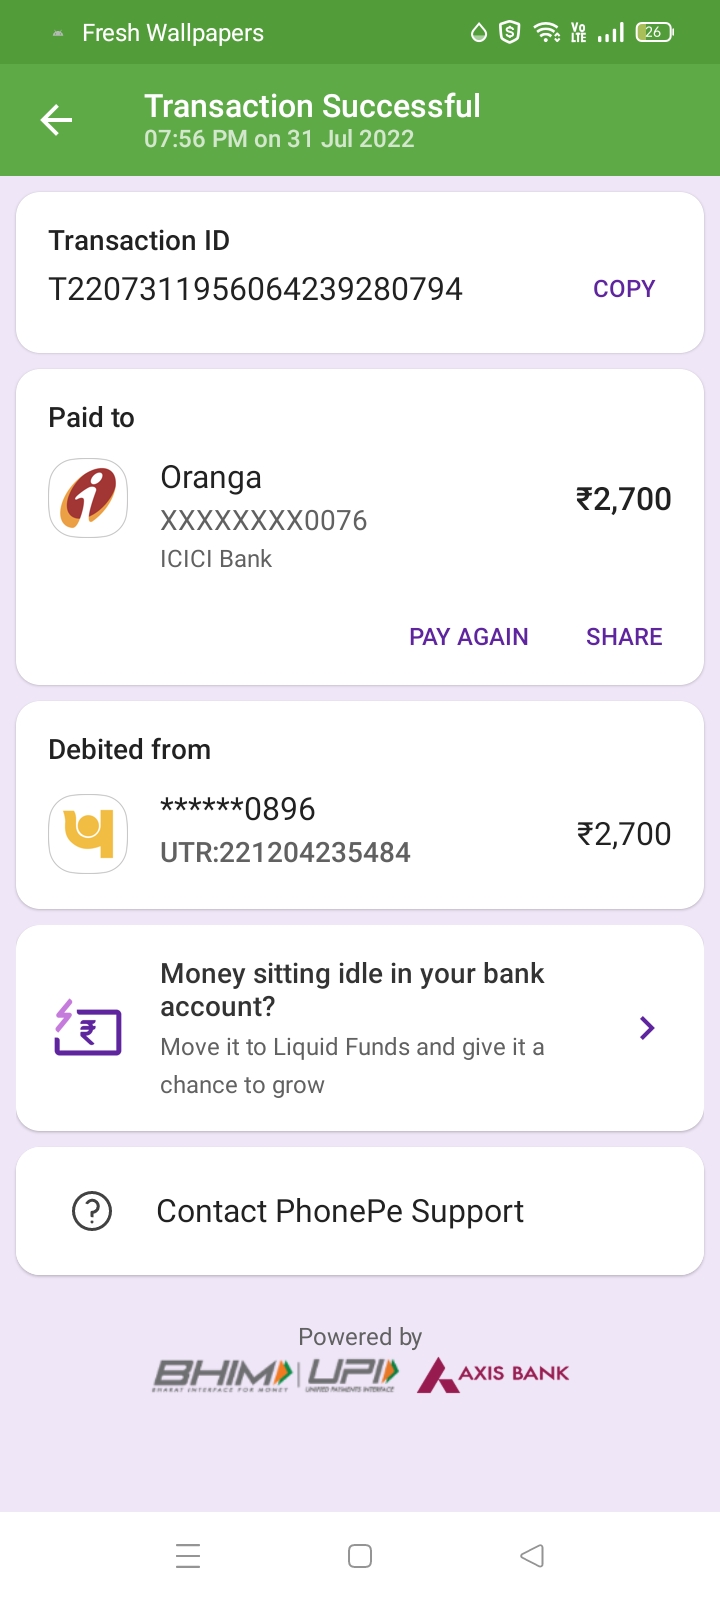 Fresh Wallpapers
Vo
LTE
26
Transaction Successful
07:56 PM on 31 Jul 2022
Transaction ID
T2207311956064239280794
COPY
Paid to
Oranga
₹2,700
XXXXXXXX0076
ICICI Bank
PAY AGAIN
SHARE
Debited from
******0896
₹2,700
UTR:221204235484
Money sitting idle in your bank
account?
Move it to Liquid Funds and give it a
chance to grow
Contact PhonePe Support
Powered by
BHIM
BHARAT INTERFACE FOR MONEY
UPI
UNIFIED PAYMENTS INTERFACE
AXIS BANK